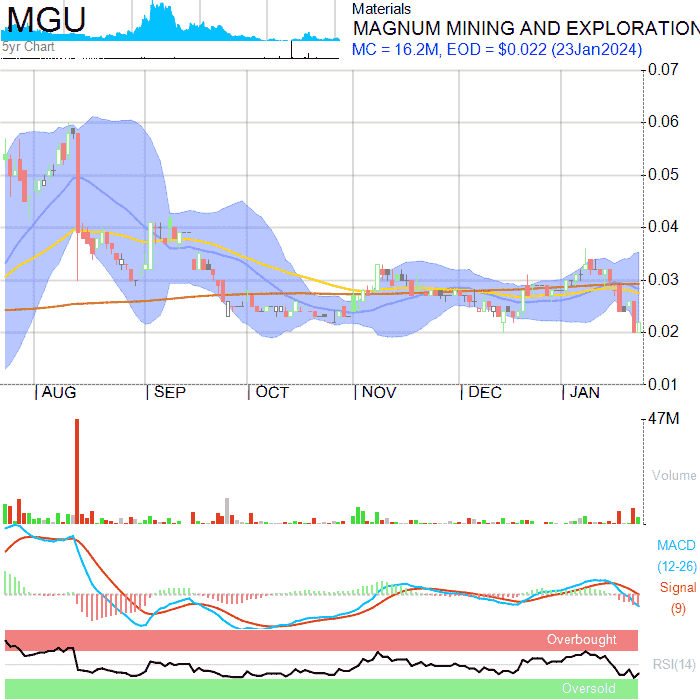 MGU
5yr Chart
Materials
MAGNUM MINING AND EXPLORATION
MC = 16.2M, EOD = $0.022 (23Jan2024)
0.07
0.06
0.05
0.04
0.03
0.02
0.01
AUG SEP OCT NOV DEC JAN
47M
Volume
MACD
(12-26)
Signal
(9)
Overbought
RSI(14)
Oversold